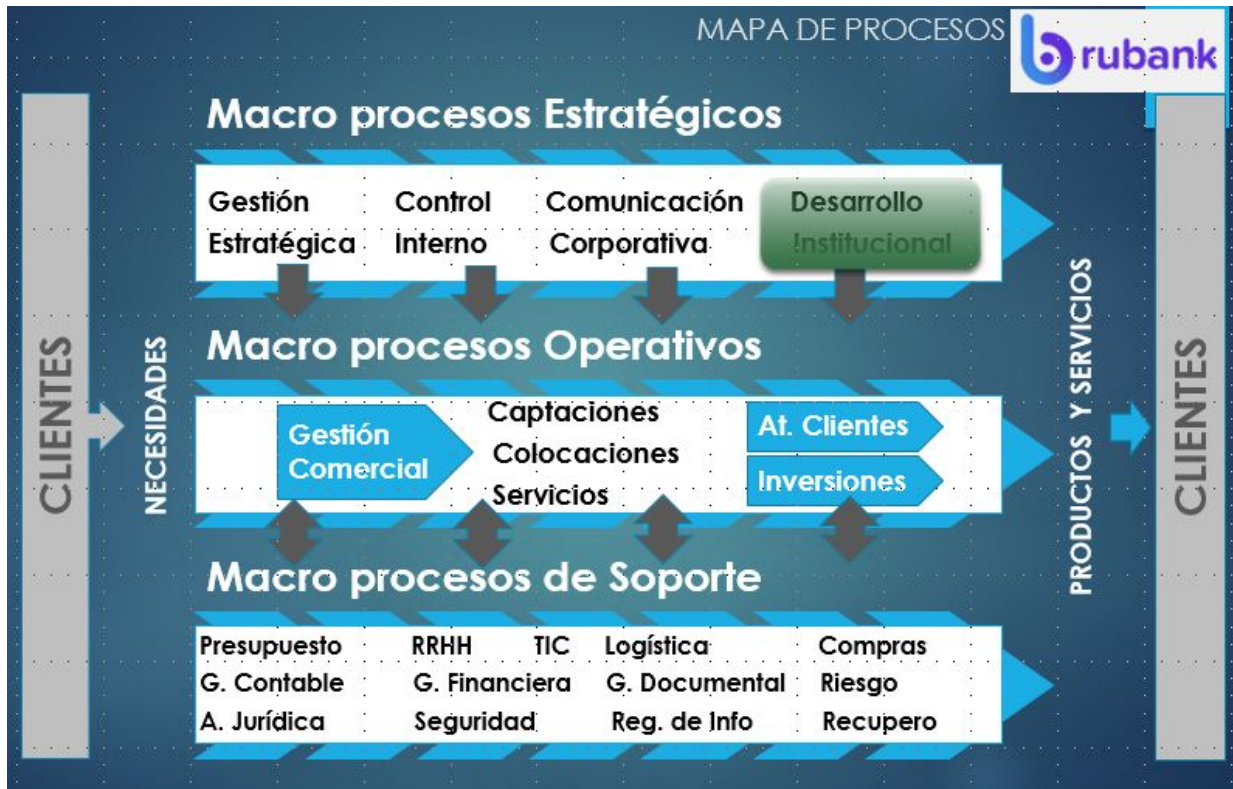 MAPA DE PROCESOS
b rubank
Macro procesos Estratégicos
Gestión Estratégica
Control Interno
Comunicación Corporativa
Desarrollo Institucional
CLIENTES
NECESIDADES
Macro procesos Operativos
Gestión Comercial
Captaciones
Colocaciones
Servicios
At. Clientes
Inversiones
PRODUCTOS Y SERVICIOS
CLIENTES
Macro procesos de Soporte
Presupuesto RRHH TIC Logística Compras
G. Contable G. Financiera G. Documental Riesgo
A. Jurídica Seguridad Reg. de Info Recupero